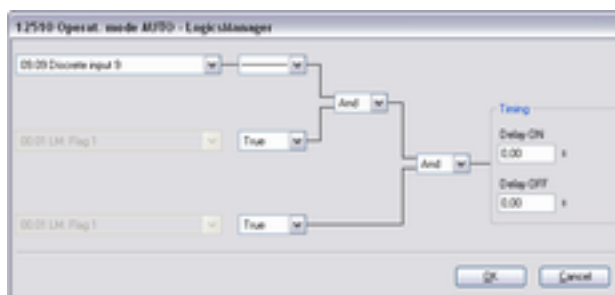 12510 Operat. mode AUTO - LogicsManager
09.09 Discrete input 9
And
Timing
Delay ON
00.01 LM: Flag 1 True
0.00 s
And
Delay OFF
0.00 s
00.01 LM: Flag 1 True
OK Cancel